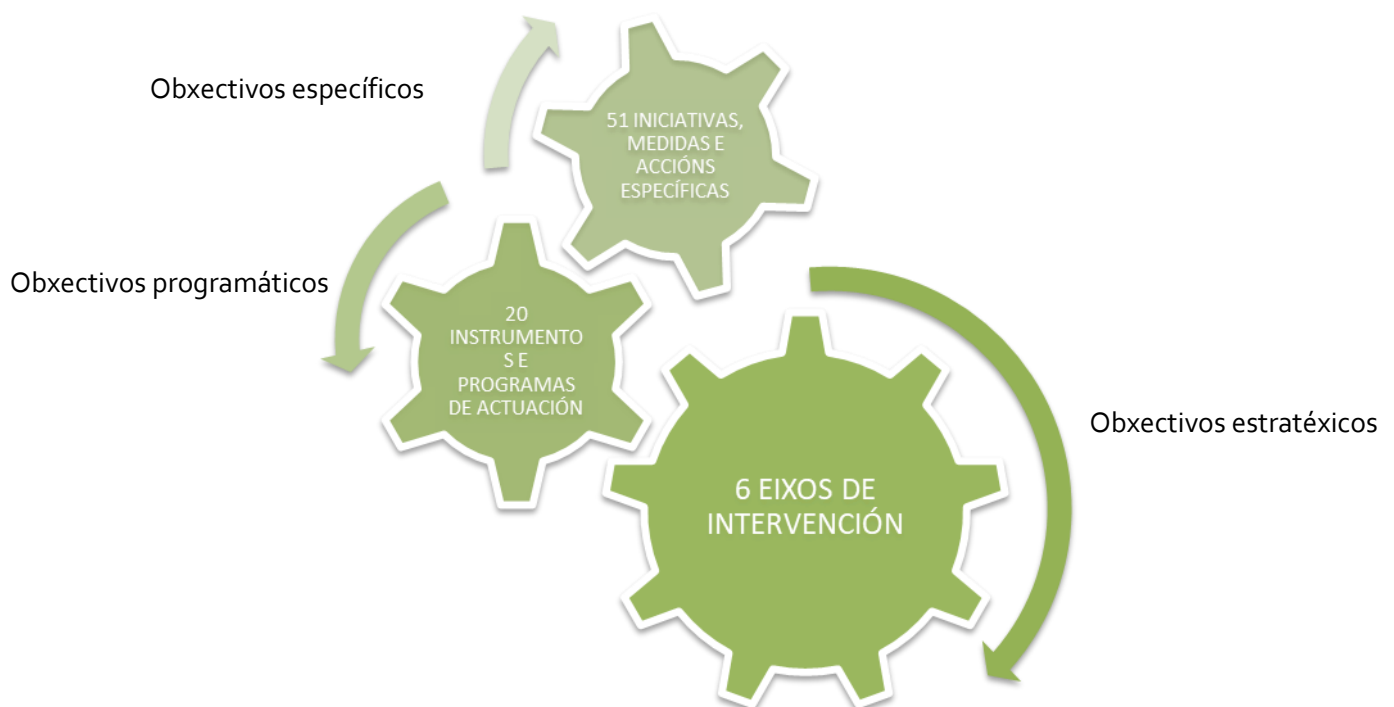 Obxectivos específicos
51 INICIATIVAS,
MEDIDAS E
ACCIÓNS
ESPECÍFICAS
Obxectivos programáticos
20
INSTRUMENTO
S E
PROGRAMAS
DE ACTUACIÓN
Obxectivos estratéxicos
6 EIXOS DE
INTERVENCIÓN